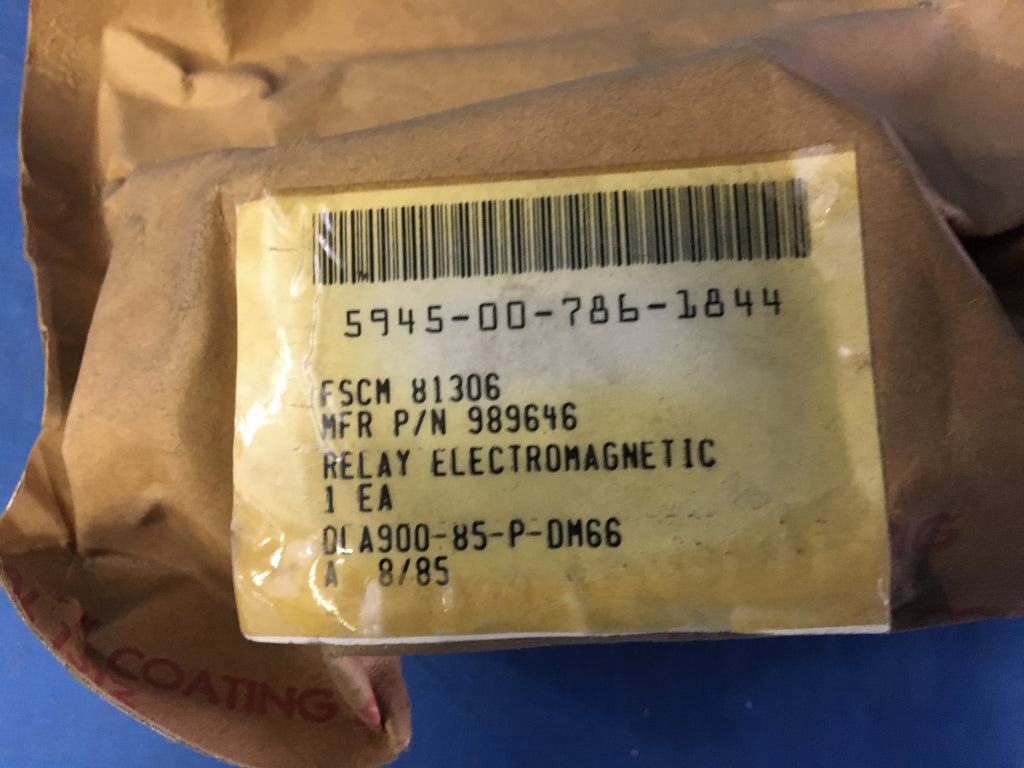 5945-00-786-1844
FSCM 81306
MFR P/N 989646
RELAY ELECTROMAGNETIC
1 EA
DLA900-85-P-DM66
A 8/85
COATING